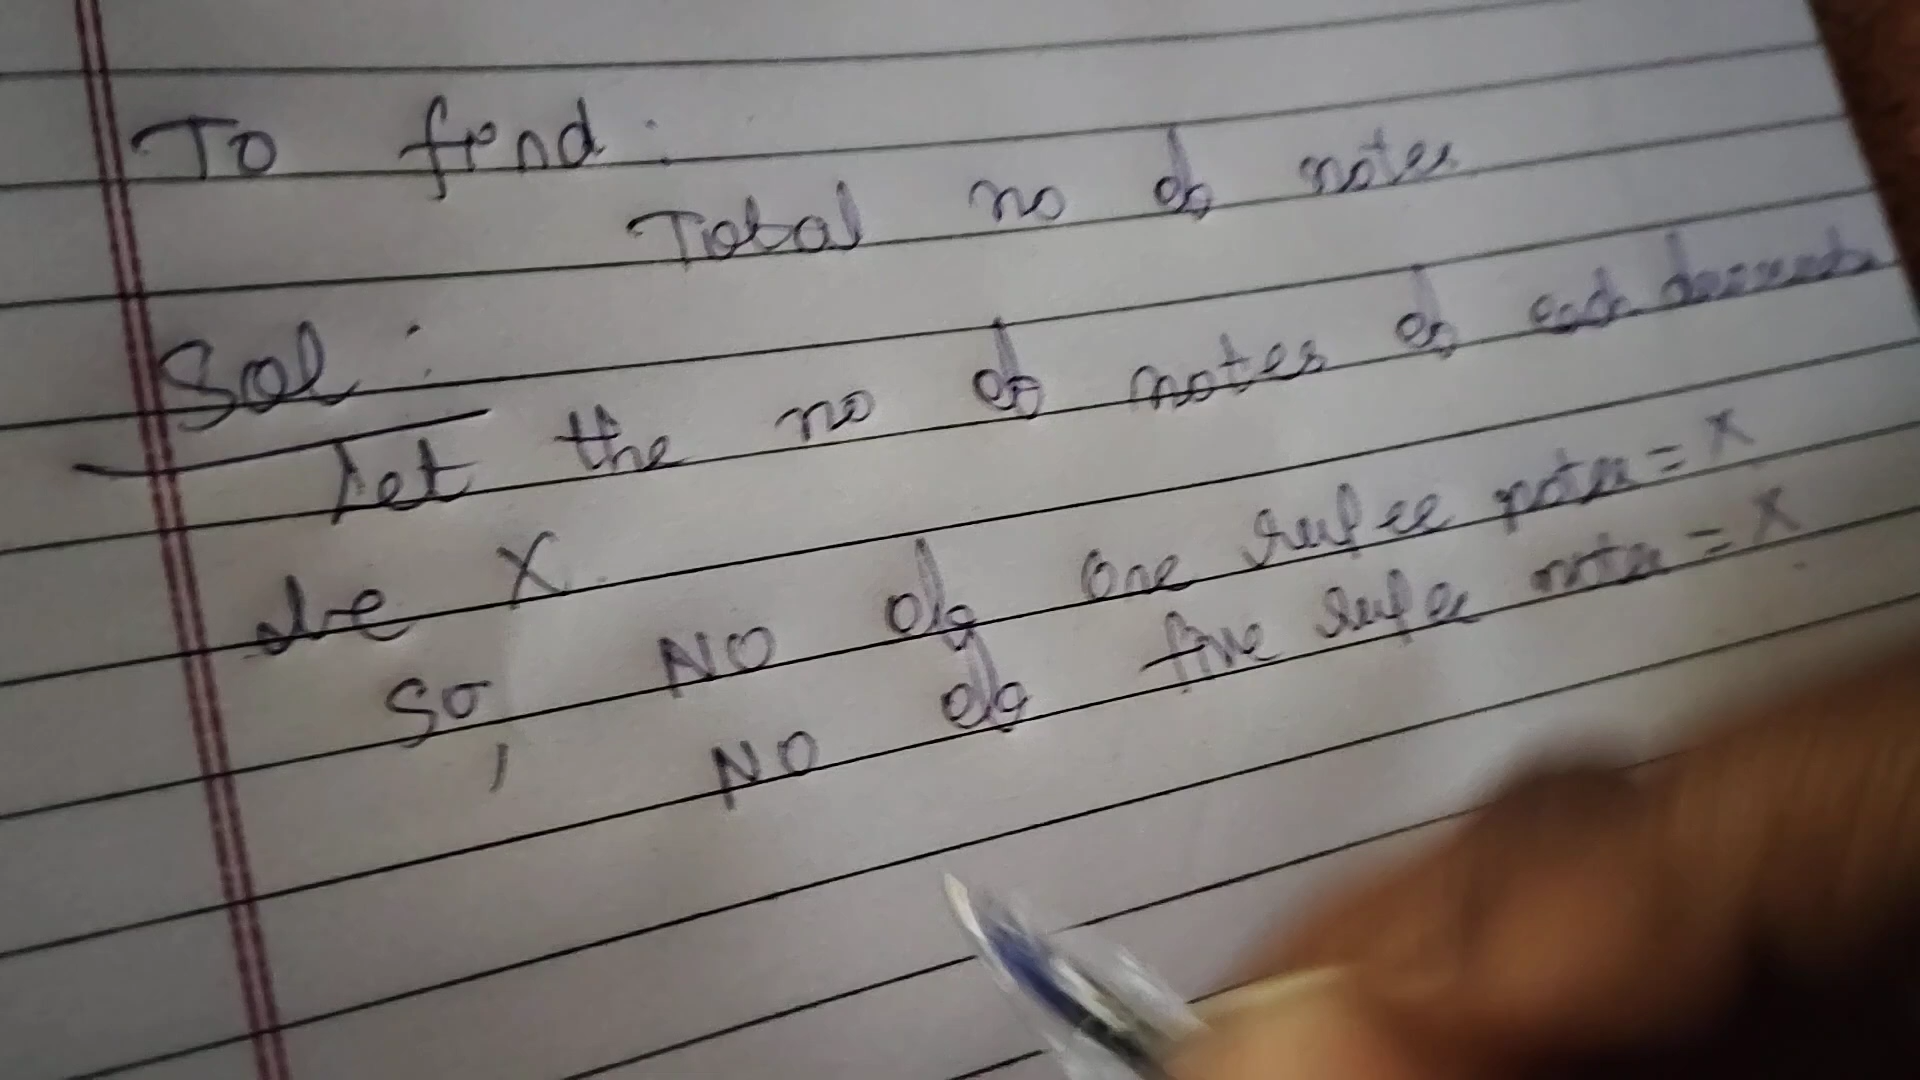 To find:
Total no of notes
Sol:
Let the no of notes of each
be x.
So, No of one rupee notes = x
, No of five rupee notes = x